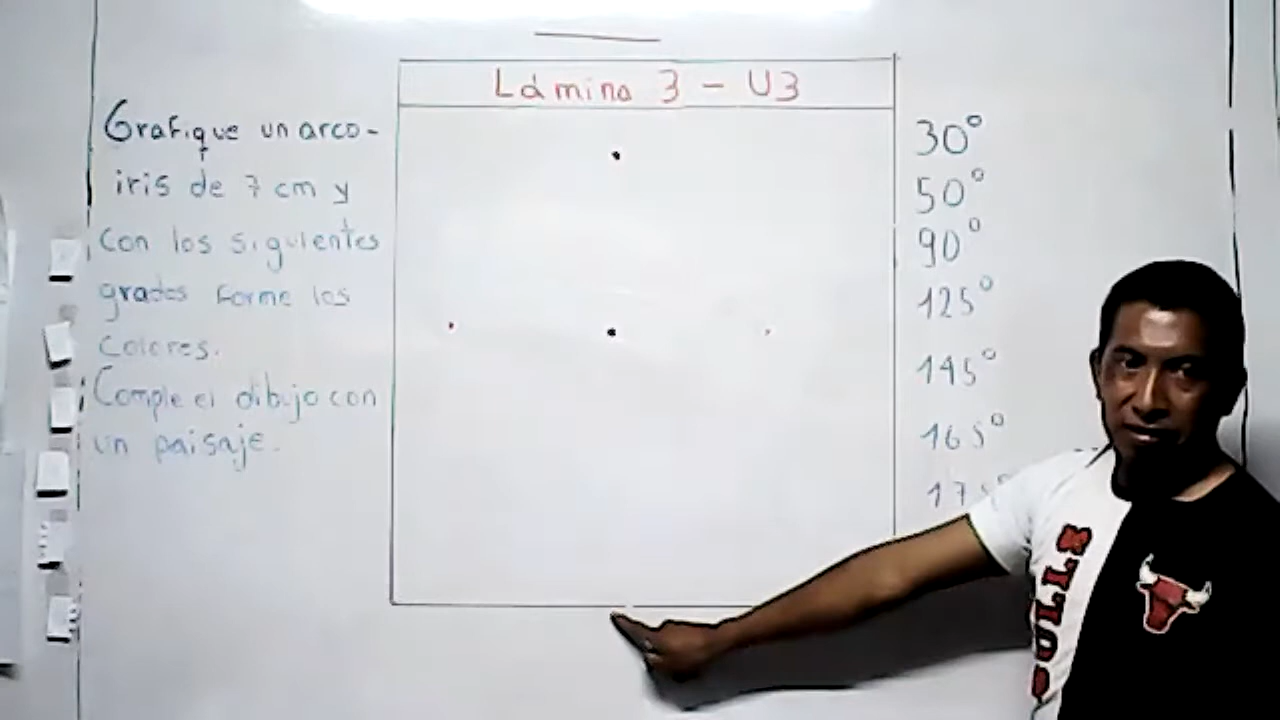 Lámina 3 - U3
Grafique un arco-
iris de 7 cm y
con los siguientes
grados forme los
colores.
Comple el dibujo con
un paisaje.
30°
50°
90°
125°
145°
165°
175°
BULLS